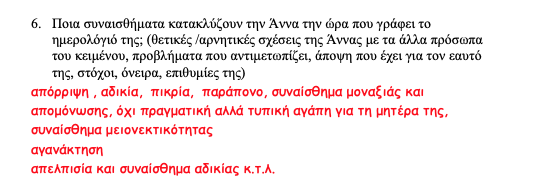 6. Ποια συναισθήματα κατακλύζουν την Άννα την ώρα που γράφει το
ημερολόγιό της; (θετικές /αρνητικές σχέσεις της Άννας με τα άλλα πρόσωπα
του κειμένου, προβλήματα που αντιμετωπίζει, άποψη που έχει για τον εαυτό
της, στόχοι, όνειρα, επιθυμίες της)
απόρριψη , αδικία, πικρία, παράπονο, συναίσθημα μοναξιάς και
απομόνωσης, όχι πραγματική αλλά τυπική αγάπη για τη μητέρα της,
συναίσθημα μειονεκτικότητας
αγανάκτηση
απελπισία και συναίσθημα αδικίας κ.τ.λ.